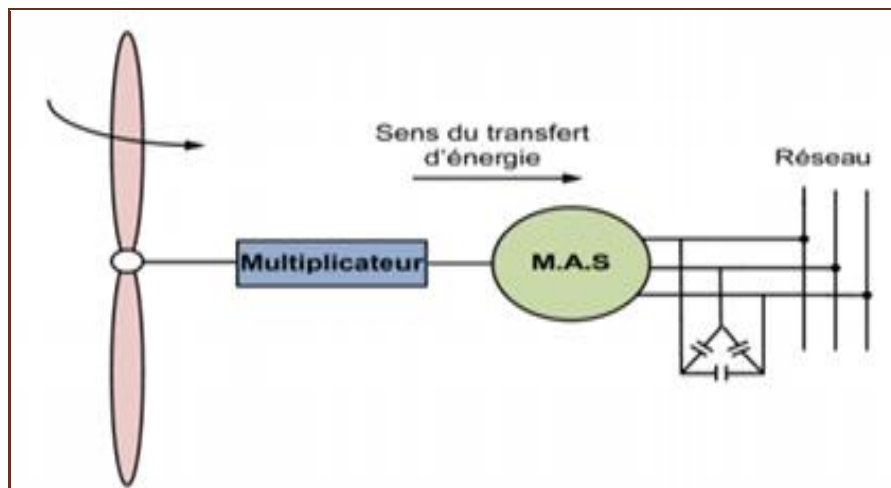 Sens du transfert
d'énergie
Réseau
Multiplicateur
M.A.S